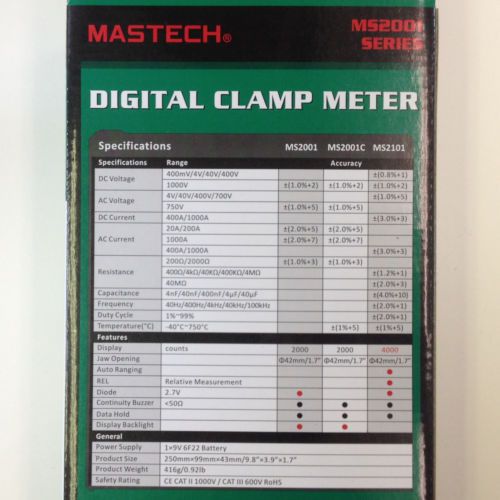 MASTECH®
MS2001
SERIES
DIGITAL CLAMP METER
Specifications MS2001 MS2001C MS2101
Specifications Range Accuracy
DC Voltage 400mV/4V/40V/400V ±(0.8%+1)
1000V ±(1.0%+2) ±(1.0%+2) ±(1.0%+2)
AC Voltage 4V/40V/400V/700V ±(1.0%+5)
750V ±(1.0%+5) ±(1.0%+5)
DC Current 400A/1000A ±(3.0%+3)
AC Current 20A/200A ±(2.0%+5) ±(2.0%+5)
1000A ±(2.0%+7) ±(2.0%+7) -
400A/1000A ±(3.0%+3)
Resistance 200Ω/2000Ω ±(1.0%+3) ±(1.0%+3)
400Ω/4kΩ/40KΩ/400KΩ/4MΩ ±(1.2%+1)
40MΩ ±(2.0%+3)
Capacitance 4nF/40nF/400nF/4µF/40µF ±(4.0%+10)
Frequency 40Hz/400Hz/4kHz/40kHz/100kHz ±(2.0%+1)
Duty Cycle 1%~99% ±(2.0%+1)
Temperature(°C) -40°C~750°C ±(1%+5) ±(1%+5)
Features
Display counts 2000 2000 4000
Jaw Opening Φ42mm/1.7" Φ42mm/1.7" Φ42mm/1.7"
Auto Ranging ●
REL Relative Measurement ●
Diode 2.7V ● ●
Continuity Buzzer <50Ω ● ● ●
Data Hold ● ● ●
Display Backlight ● ●
General
Power Supply 1×9V 6F22 Battery
Product Size 250mm×99mm×43mm/9.8"×3.9"×1.7"
Product Weight 416g/0.92lb
Safety Rating CE CAT II 1000V / CAT III 600V RoHS